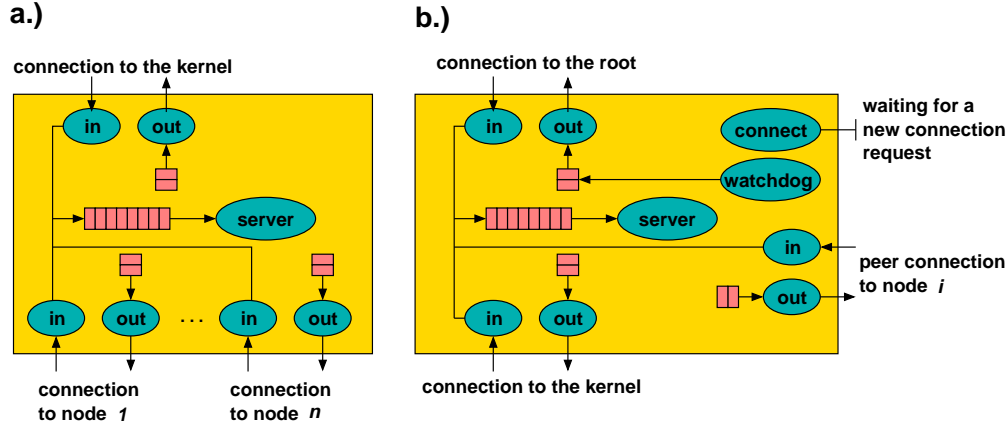 a.)
connection to the kernel
in
out
server
in
out
. . .
in
out
connection
to node 1
connection
to node n
b.)
connection to the root
in
out
connect
waiting for a
new connection
request
watchdog
server
in
peer connection
to node i
out
in
out
connection to the kernel